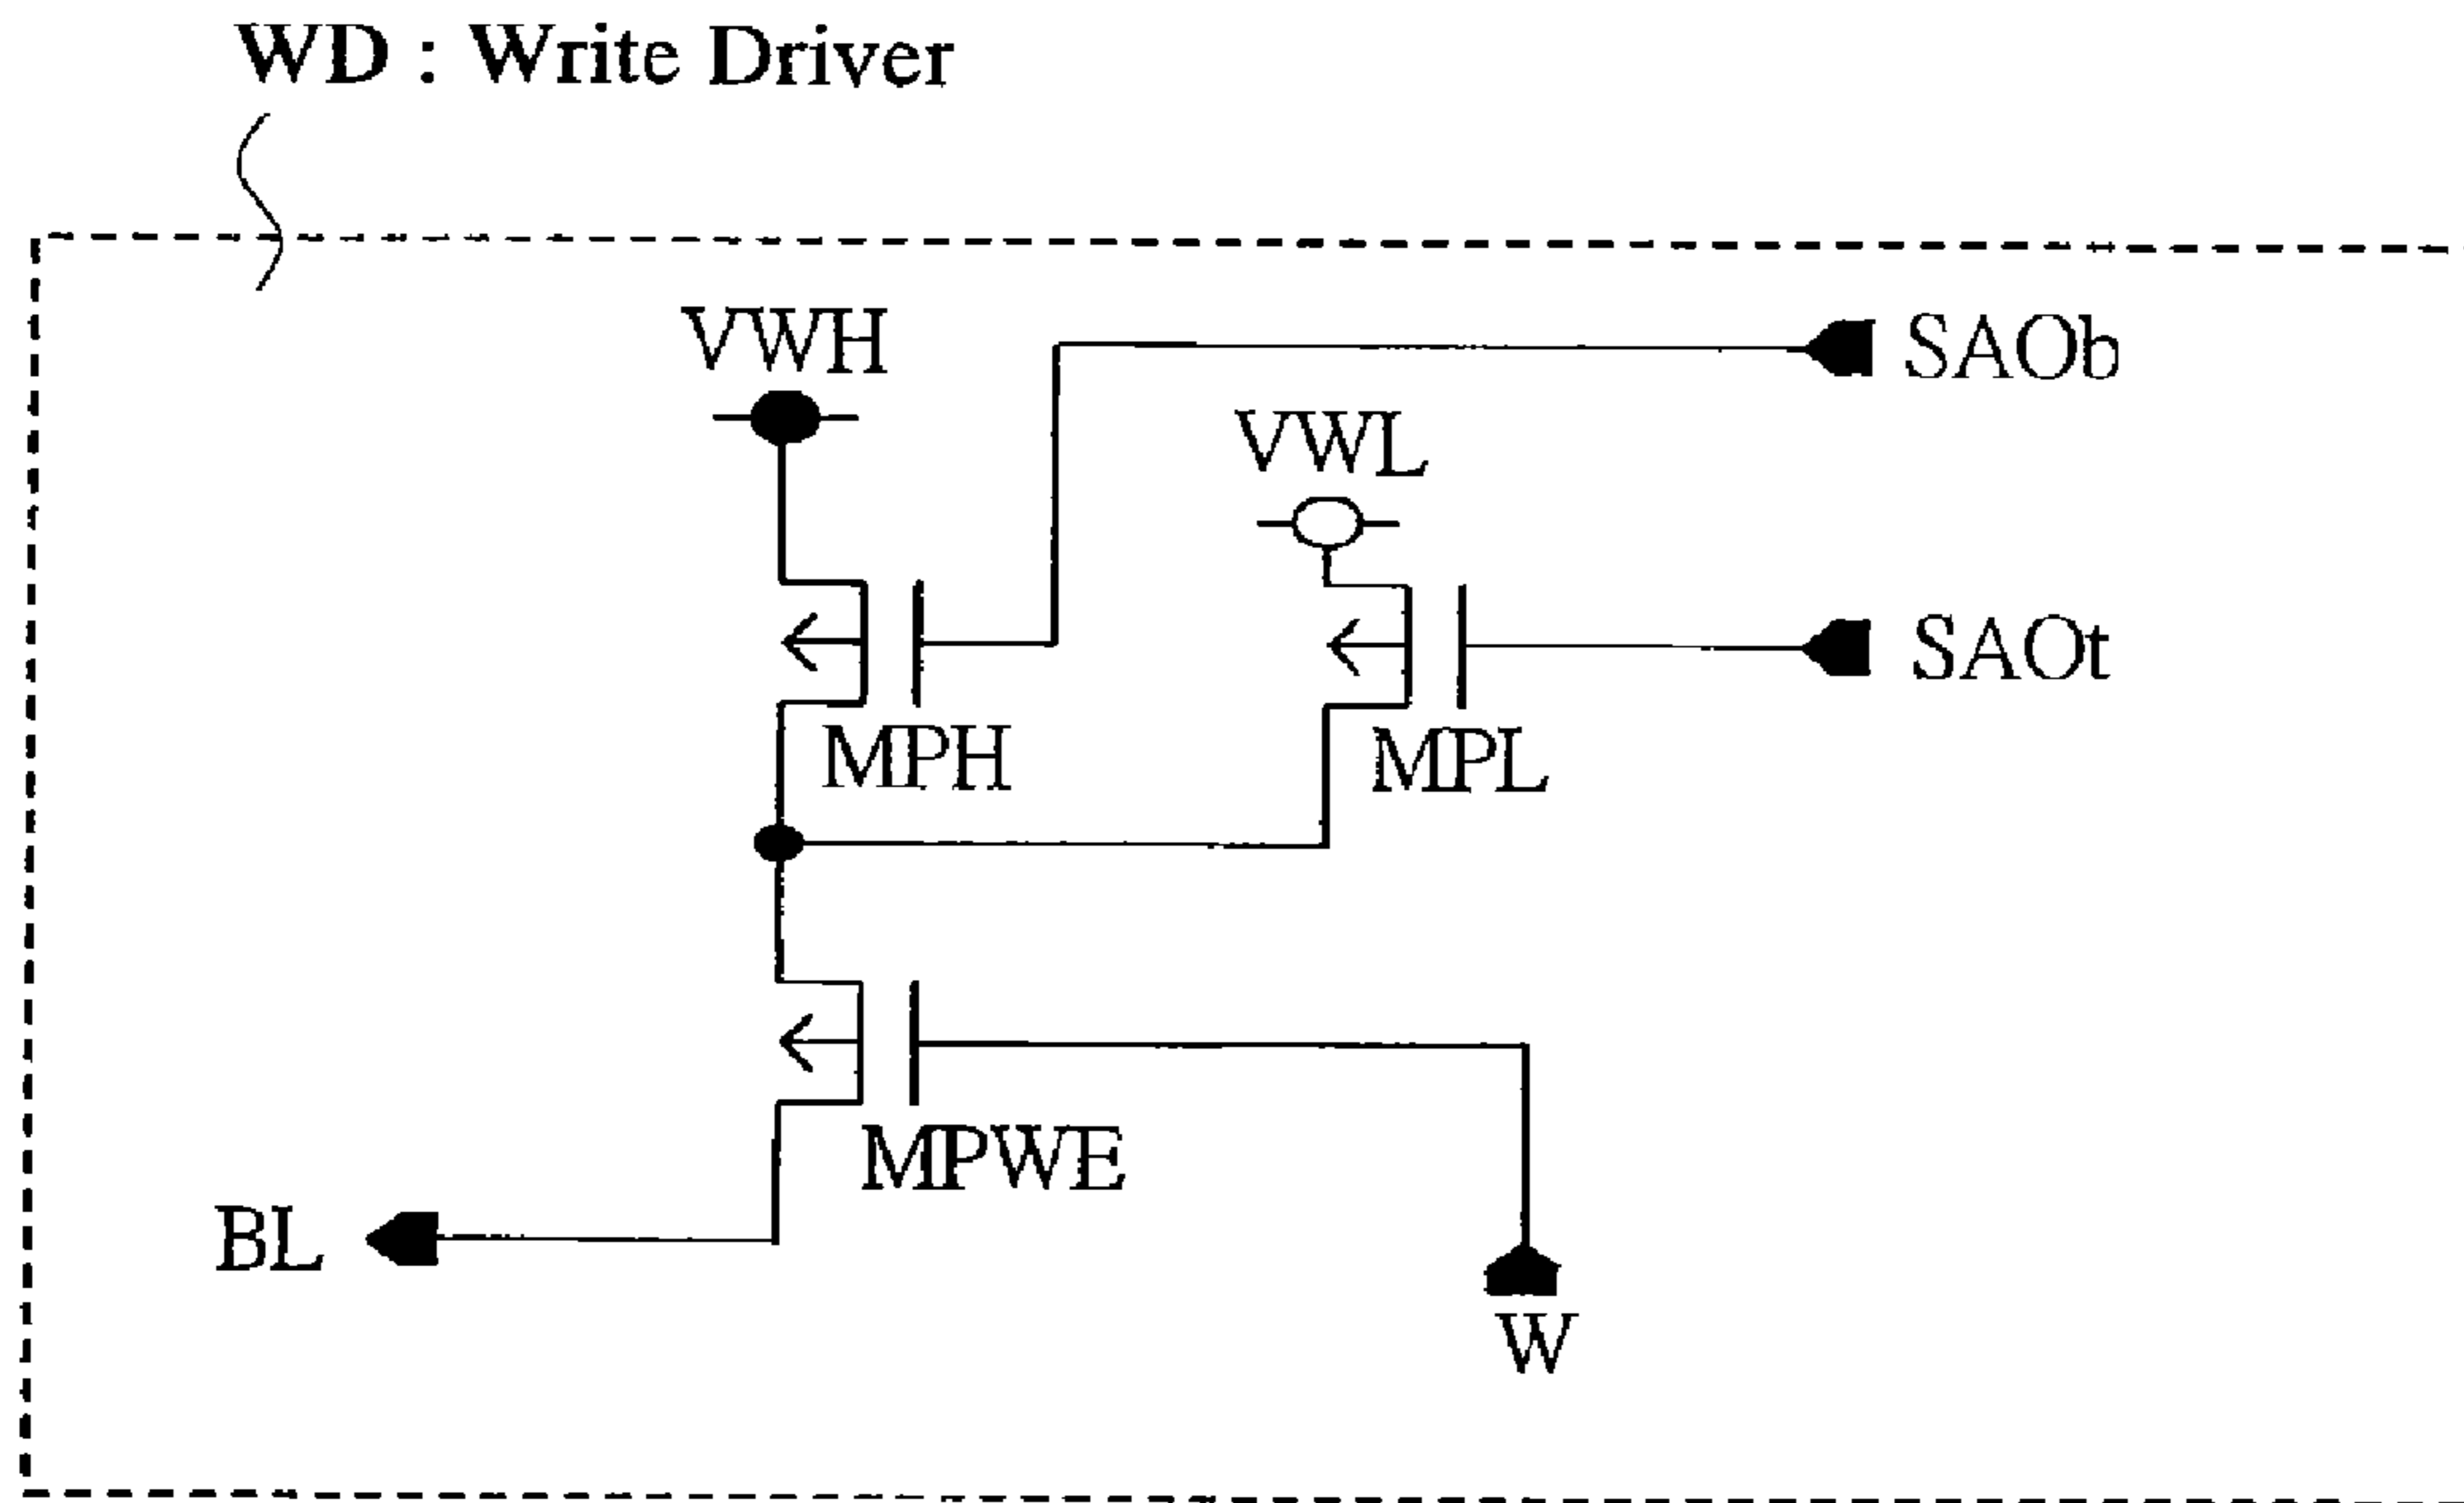 WD : Write Driver
VWH
SAOb
VWL
SAOt
MPH
MPL
MPWE
BL
W